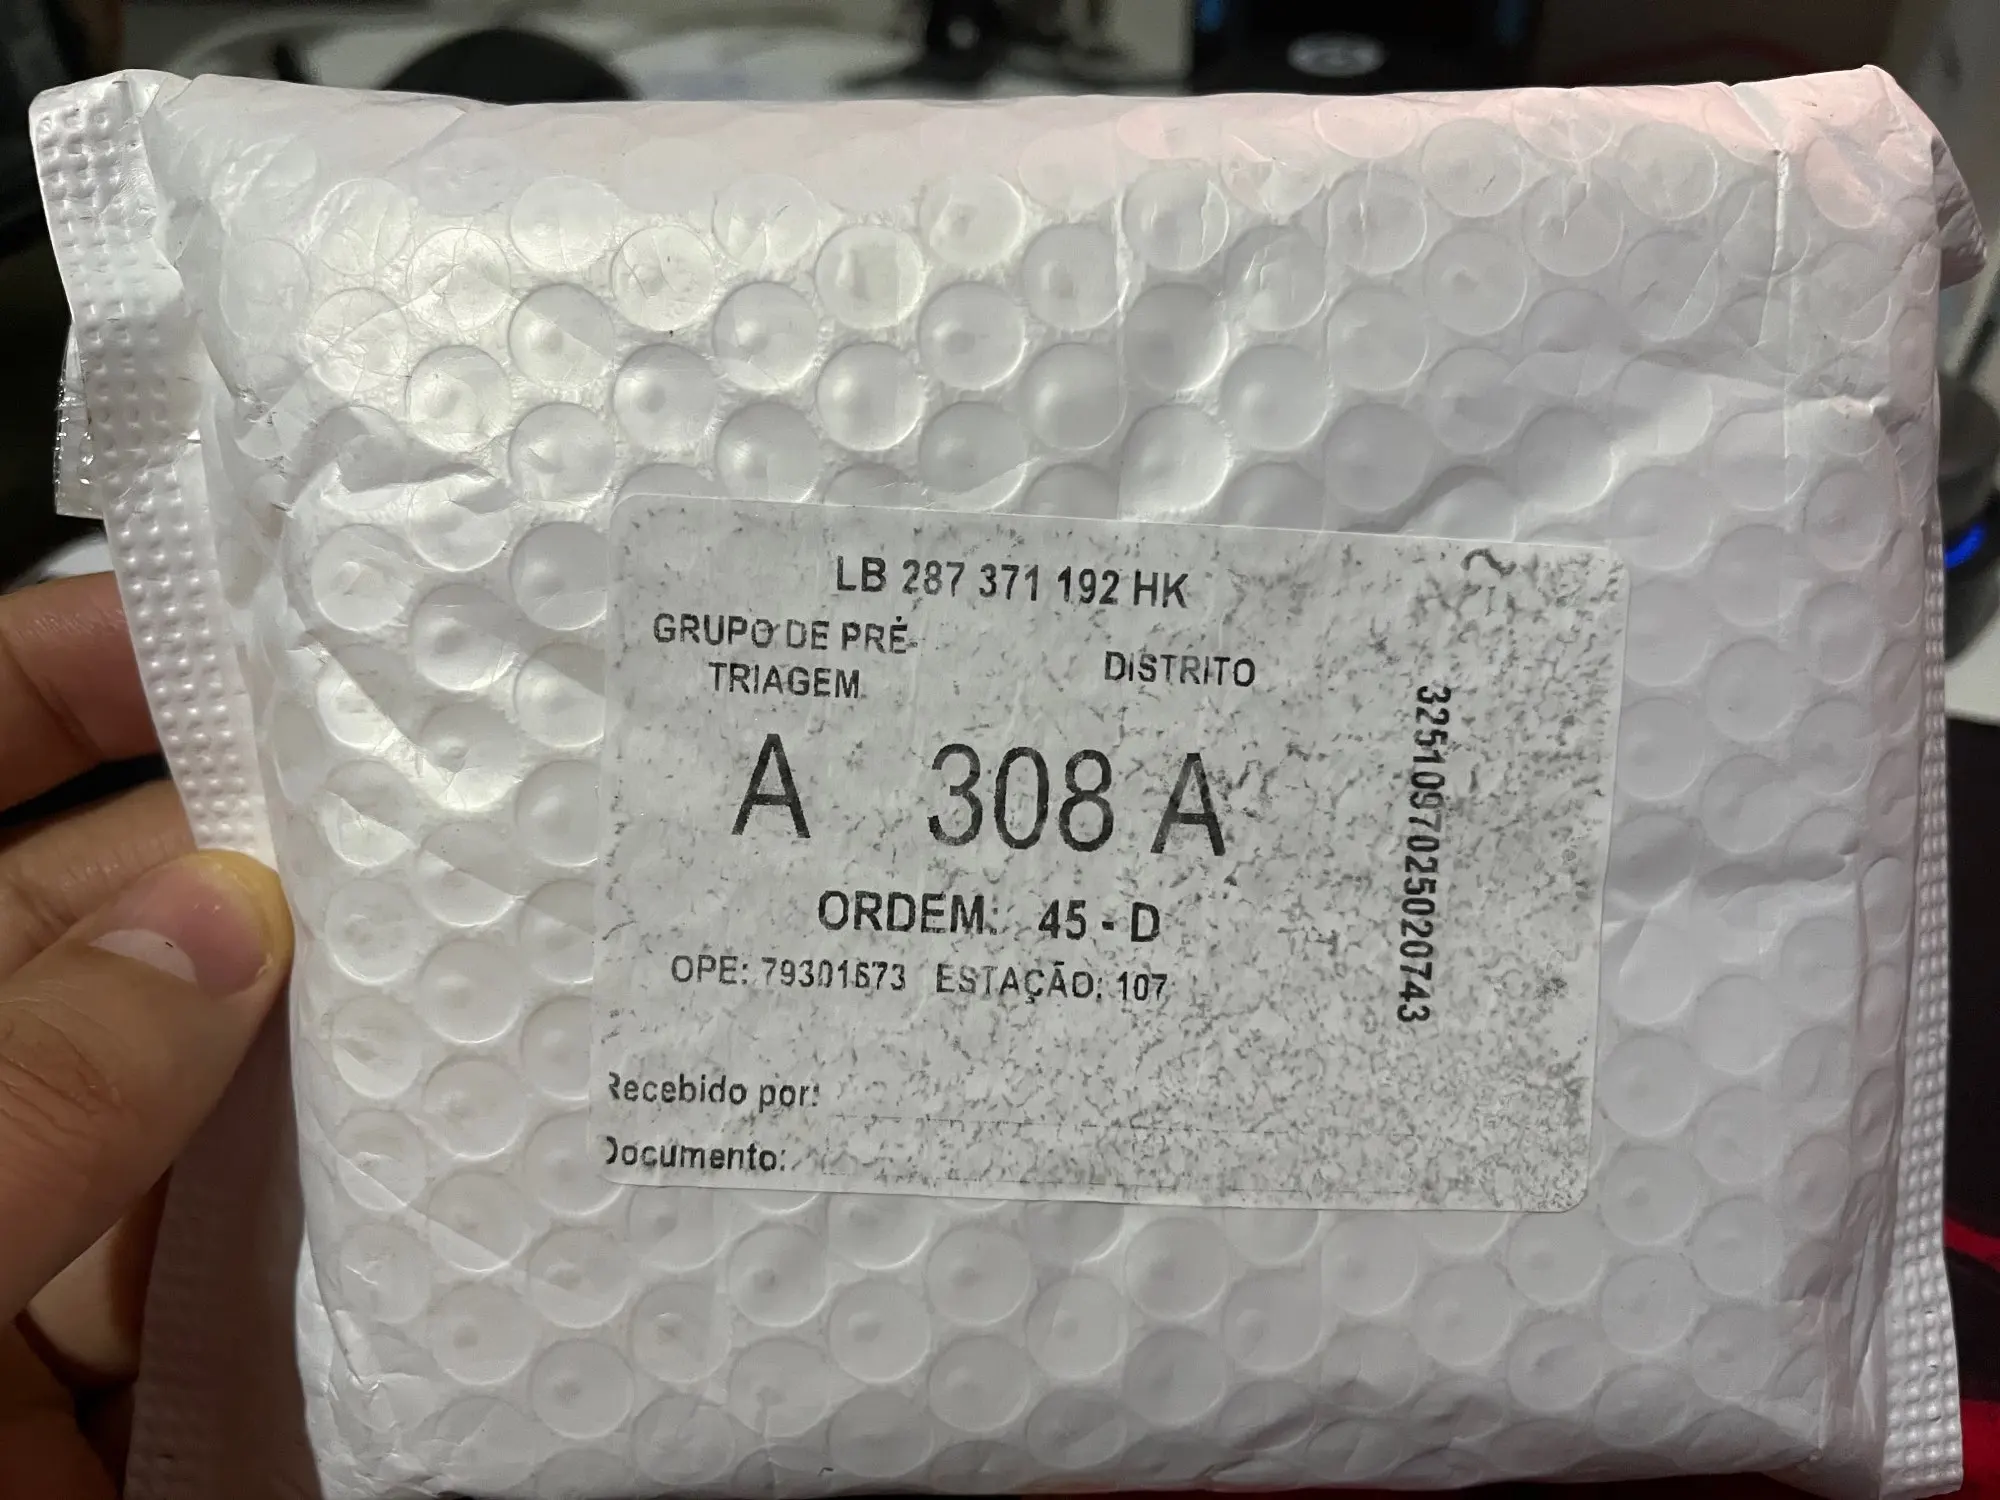 LB 287 371 192 HK
GRUPO DE PRÉ-
TRIAGEM
DISTRITO
A 308 A
ORDEM: 45 - D
OPE: 79301673 ESTAÇÃO: 107
Recebido por:
Documento:
3251097025020743